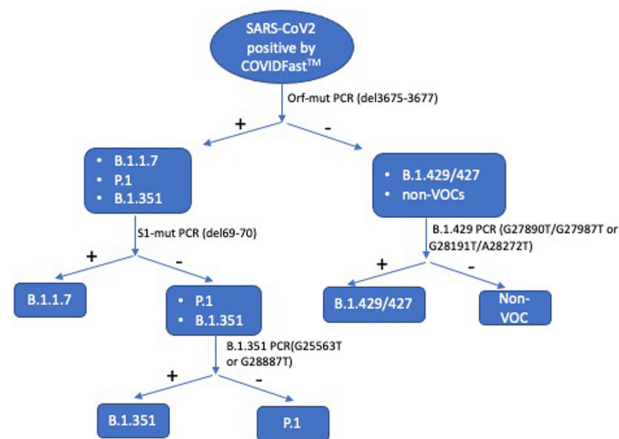 SARS-CoV2
positive by
COVIDFast™
Orf-mut PCR (del3675-3677)
+
-
• B.1.1.7
• P.1
• B.1.351
• B.1.429/427
• non-VOCs
S1-mut PCR (del69-70)
B.1.429 PCR (G27890T/G27987T or
G28191T/A28272T)
+
-
+
-
B.1.1.7
• P.1
• B.1.351
B.1.429/427
Non-
VOC
B.1.351 PCR(G25563T
or G28887T)
+
-
B.1.351
P.1